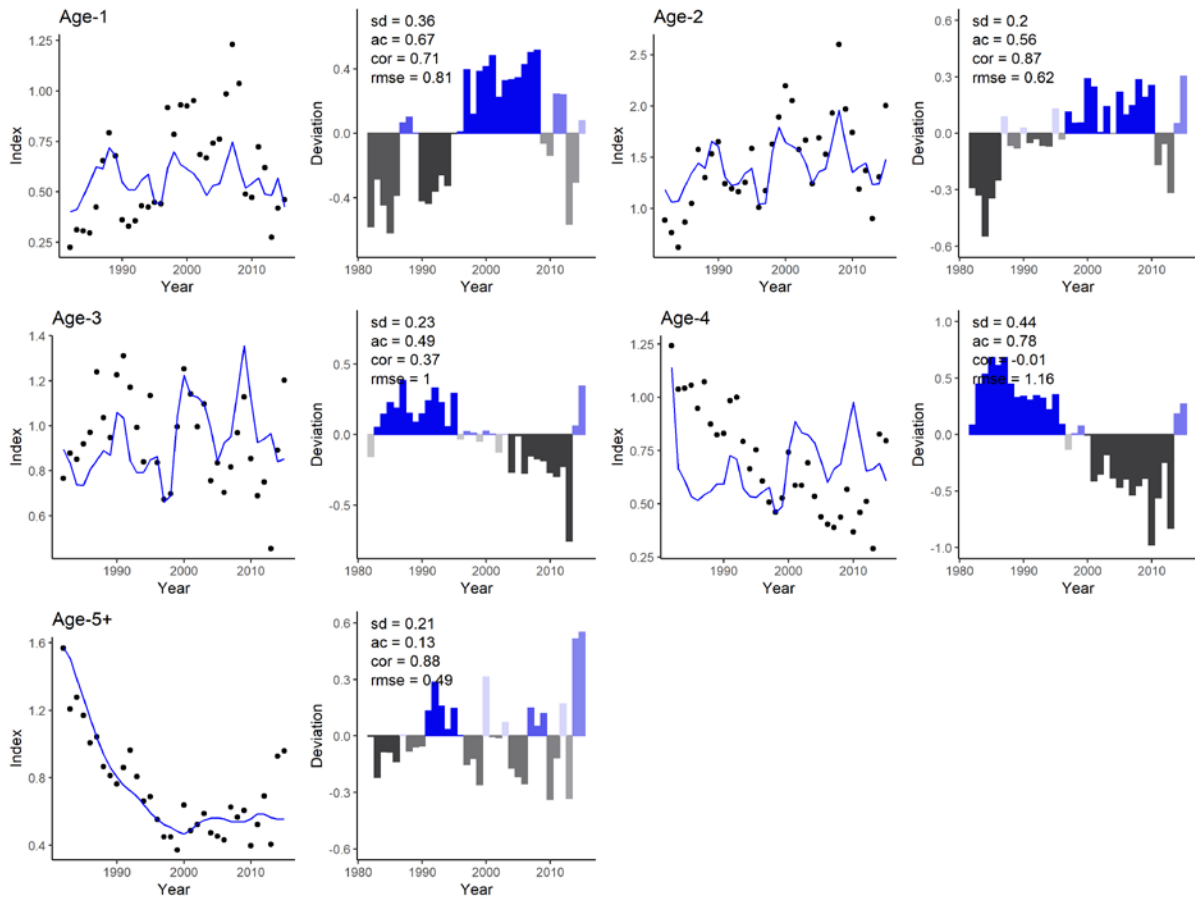 Age-1
Index
1.25
1.00
0.75
0.50
0.25
1990
2000
2010
Year
sd = 0.36
ac = 0.67
cor = 0.71
rmse = 0.81
Deviation
0.4
0.0
-0.4
1980
1990
2000
2010
Year
Age-2
Index
2.5
2.0
1.5
1.0
1990
2000
2010
Year
sd = 0.2
ac = 0.56
cor = 0.87
rmse = 0.62
Deviation
0.6
0.3
0.0
-0.3
-0.6
1980
1990
2000
2010
Year
Age-3
Index
1.4
1.2
1.0
0.8
0.6
1990
2000
2010
Year
sd = 0.23
ac = 0.49
cor = 0.37
rmse = 1
Deviation
0.5
0.0
-0.5
1980
1990
2000
2010
Year
Age-4
Index
1.25
1.00
0.75
0.50
0.25
1990
2000
2010
Year
sd = 0.44
ac = 0.78
cor = -0.01
rmse = 1.16
Deviation
1.0
0.5
0.0
-0.5
-1.0
1980
1990
2000
2010
Year
Age-5+
Index
1.6
1.2
0.8
0.4
1990
2000
2010
Year
sd = 0.21
ac = 0.13
cor = 0.88
rmse = 0.49
Deviation
0.6
0.3
0.0
-0.3
-0.6
1980
1990
2000
2010
Year